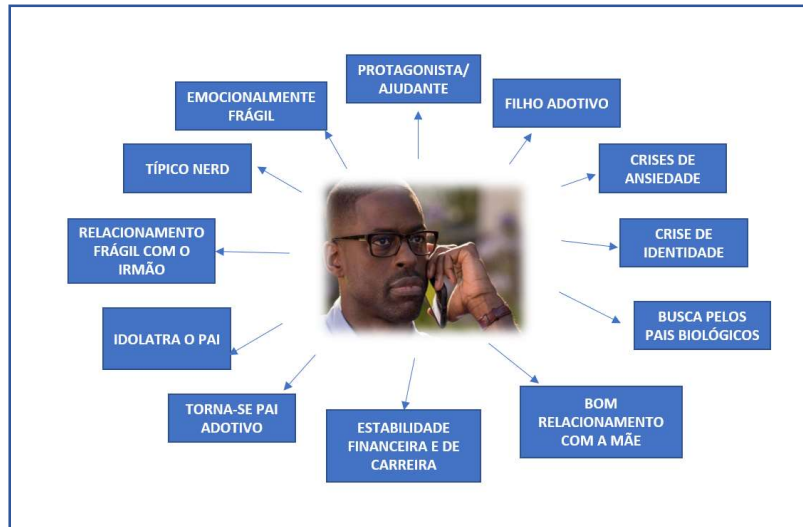 PROTAGONISTA/
AJUDANTE
FILHO ADOTIVO
CRISES DE
ANSIEDADE
CRISE DE
IDENTIDADE
BUSCA PELOS
PAIS BIOLÓGICOS
BOM
RELACIONAMENTO
COM A MÃE
ESTABILIDADE
FINANCEIRA E DE
CARREIRA
TORNA-SE PAI
ADOTIVO
IDOLATRA O PAI
RELACIONAMENTO
FRÁGIL COM O
IRMÃO
TÍPICO NERD
EMOCIONALMENTE
FRÁGIL